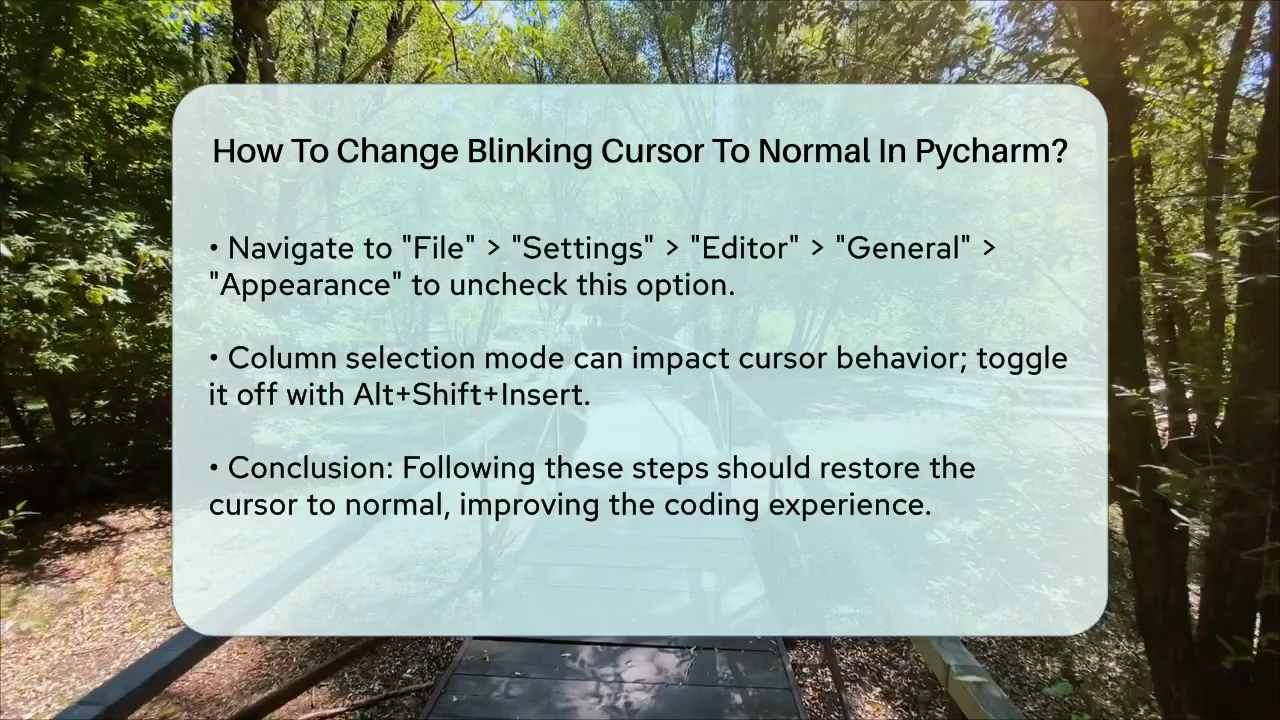 How To Change Blinking Cursor To Normal In Pycharm?
• Navigate to "File" > "Settings" > "Editor" > "General" >
"Appearance" to uncheck this option.
• Column selection mode can impact cursor behavior; toggle
it off with Alt+Shift+Insert.
• Conclusion: Following these steps should restore the
cursor to normal, improving the coding experience.